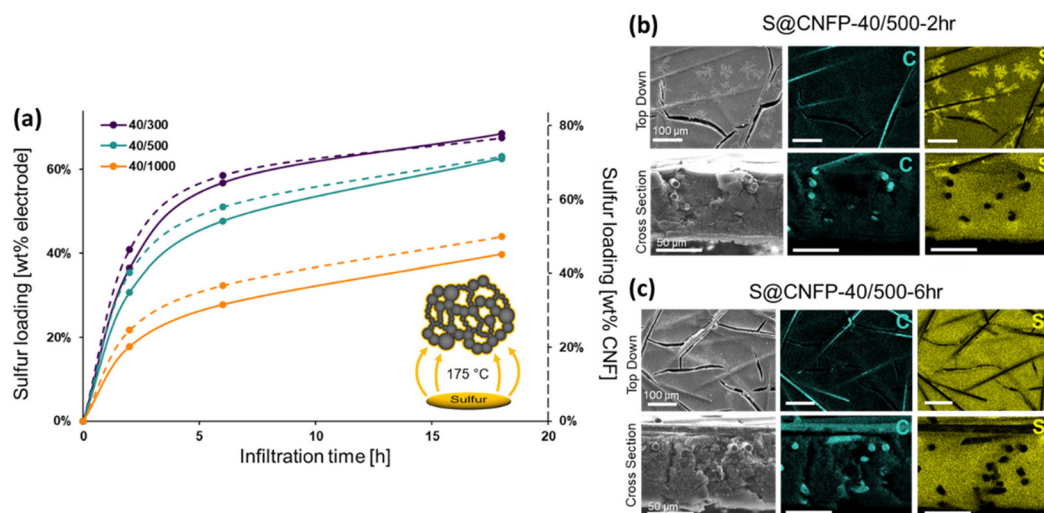 (a)
40/300
40/500
40/1000
60%
40%
20%
0%
Sulfur loading [wt% electrode]
0
5
10
15
20
Infiltration time [h]
80%
60%
40%
20%
0%
Sulfur loading [wt% CNF]
175 °C
Sulfur
(b)
S@CNFP-40/500-2hr
Top Down
100 µm
C
S
Cross Section
50 µm
C
S
(c)
S@CNFP-40/500-6hr
Top Down
100 µm
C
S
Cross Section
50 µm
C
S